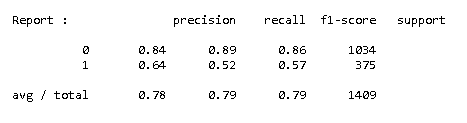 Report : precision recall f1-score support
0 0.84 0.89 0.86 1034
1 0.64 0.52 0.57 375
avg / total 0.78 0.79 0.79 1409